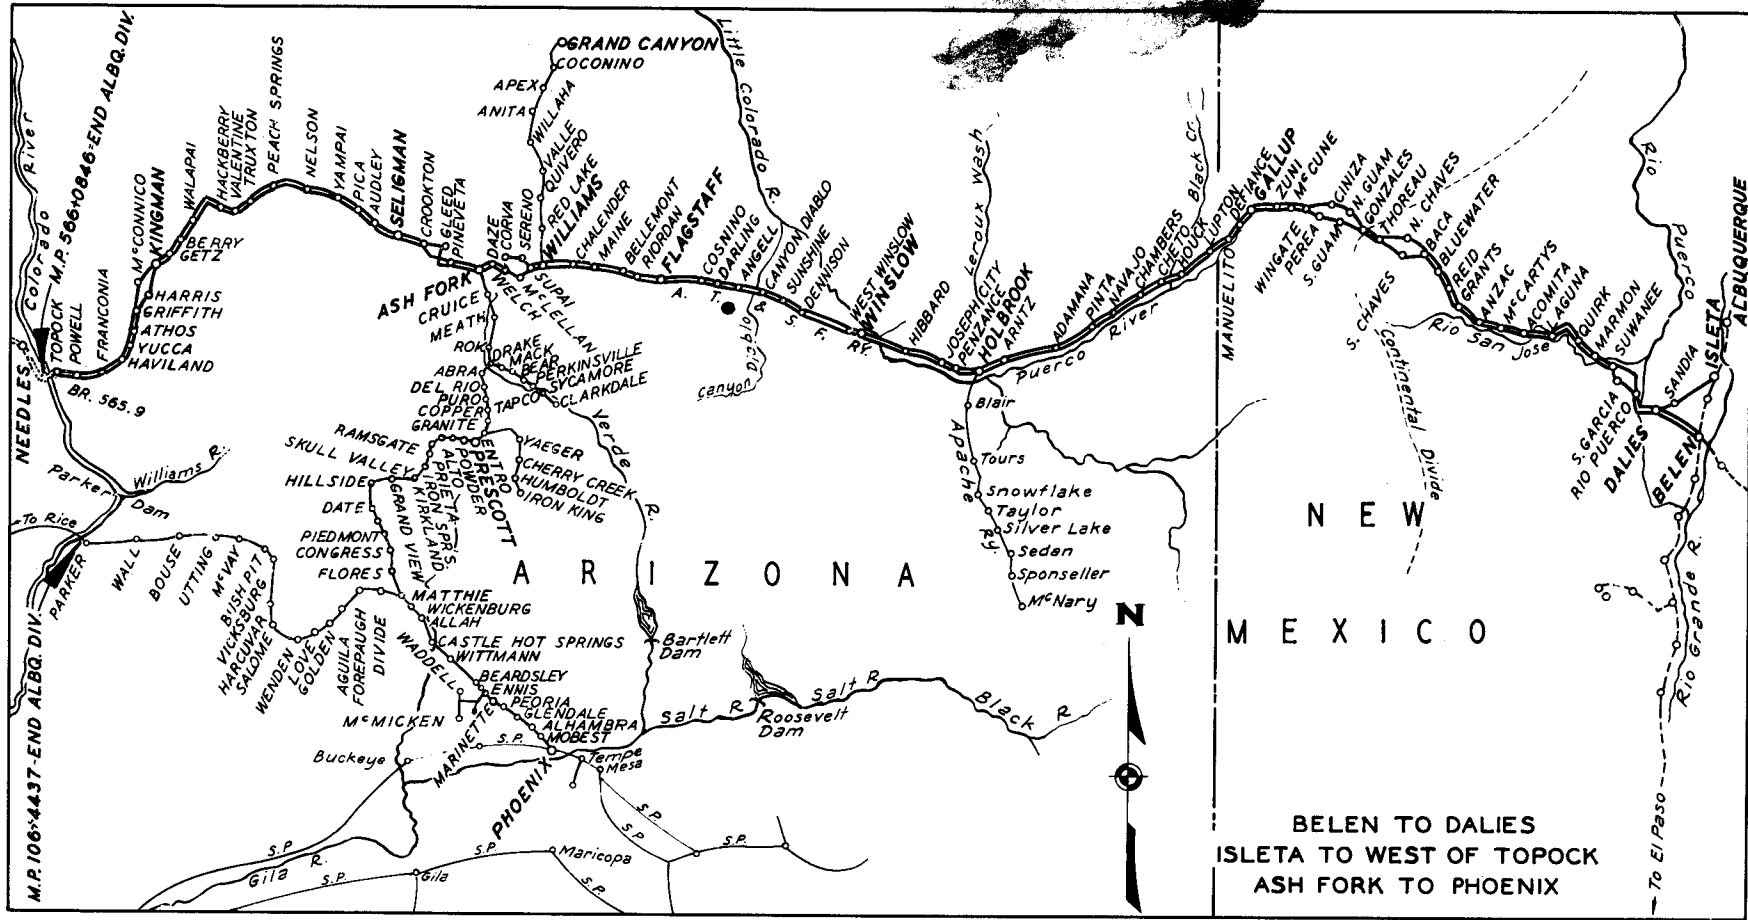 Colorado River
M.P. 566+0846=END ALBQ. DIV.
NEEDLES
TOPOCK
POWELL
FRANCONIA
BR. 565.9
HAVILAND
YUCCA
ATHOS
GRIFFITH
HARRIS
McCONNICO
KINGMAN
GETZ
BERRY
WALAPAI
HACKBERRY
VALENTINE
TRUXTON
PEACH SPRINGS
NELSON
YAMPAI
PICA
AUDLEY
SELIGMAN
CROOKTON
GLEED
PINEVETA
ASH FORK
DAZE
CORVA
SERENO
WELCH
McLELLAN
SUPAI
GRAND CANYON
COCONINO
APEX
ANITA
WILLAHA
VALLE
QUIVERO
RED LAKE
WILLIAMS
CHALENDER
MAINE
BELLEMONT
RIORDAN
FLAGSTAFF
COSNINO
DARLING
ANGELL
CANYON DIABLO
SUNSHINE
DENNISON
WEST WINSLOW
WINSLOW
A. T. & S. F. RY.
Canyon Diablo
Little Colorado R.
HIBBARD
JOSEPH CITY
PENZANCE
HOLBROOK
ARNTZ
Leroux Wash
ADAMANA
PINTA
NAVAJO
CHAMBERS
CHETO
HOUCK
Black Cr.
LUPTON
MANUELITO
DEFIANCE
GALLUP
ZUNI
McCUNE
WINGATE
PEREA
CINIZA
N. GUAM
S. GUAM
GONZALES
THOREAU
N. CHAVES
S. CHAVES
BACA
BLUEWATER
REID
GRANTS
ANZAC
McCARTYS
ACOMITA
LAGUNA
QUIRK
MARMON
SUWANEE
S. GARCIA
RIO PUERCO
DALIES
SANDIA
ISLETA
BELEN
ALBUQUERQUE
Rio Puerco
Rio San Jose
Puerco River
Continental Divide
Rio Grande R.
To El Paso
CRUICE
MEATH
ROK
DRAKE
MACK
BEAR
PERKINSVILLE
SYCAMORE
TAPCO
CLARKDALE
ABRA
DEL RIO
PURO
COPPER
GRANITE
ENTRO
PRESCOTT
POWDER
ALTO
PRIETA
IRON SPR'S
RAMSGATE
SKULL VALLEY
KIRKLAND
GRAND VIEW
HILLSIDE
DATE
PIEDMONT
CONGRESS
FLORES
YAEGER
CHERRY CREEK
HUMBOLDT
IRON KING
Verde R.
MATTHIE
WICKENBURG
ALLAH
CASTLE HOT SPRINGS
WITTMANN
WADDELL
BEARDSLEY
ENNIS
McMICKEN
MARINETTE
PEORIA
GLENDALE
ALHAMBRA
MOBEST
PHOENIX
Buckeye
S.P.
Tempe
Mesa
S.P.
S.P.
S.P.
S.P.
Maricopa
S.P.
S.P.
S.P.
Gila
Gila R.
Parker Dam
Williams R.
To Rice
PARKER
M.P. 106+4437-END ALBQ. DIV.
WALL
BOUSE
UTTING
McVAY
BUSH PIT
VICKSBURG
HARCUVAR
SALOME
WENDEN
LOVE
GOLDEN
AGUILA
FOREPAUGH
DIVIDE
Bartlett Dam
Roosevelt Dam
Salt R
Salt R
Black R
Blair
Apache Ry.
Tours
Snowflake
Taylor
Silver Lake
Sedan
Sponseller
McNary
ARIZONA
NEW
MEXICO
N
BELEN TO DALIES
ISLETA TO WEST OF TOPOCK
ASH FORK TO PHOENIX